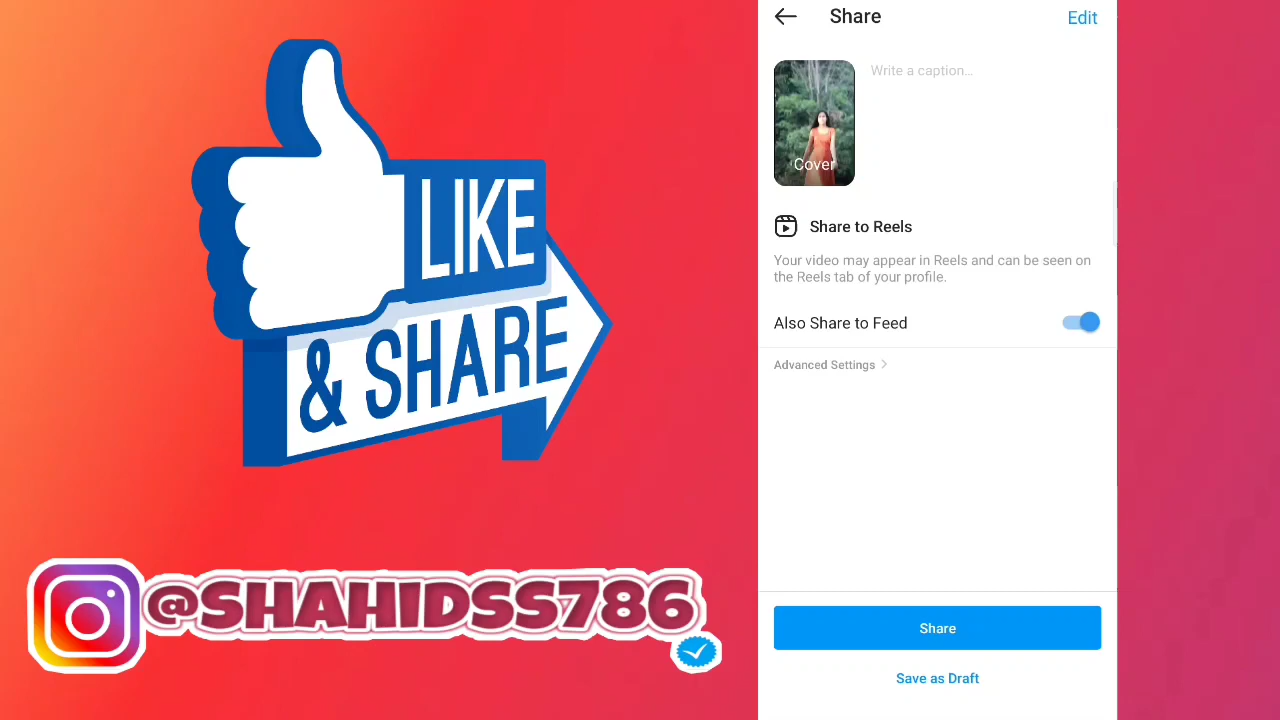 LIKE
& SHARE
@SHAHIDSS786
Share
Edit
Write a caption...
Cover
Share to Reels
Your video may appear in Reels and can be seen on
the Reels tab of your profile.
Also Share to Feed
Advanced Settings
Share
Save as Draft